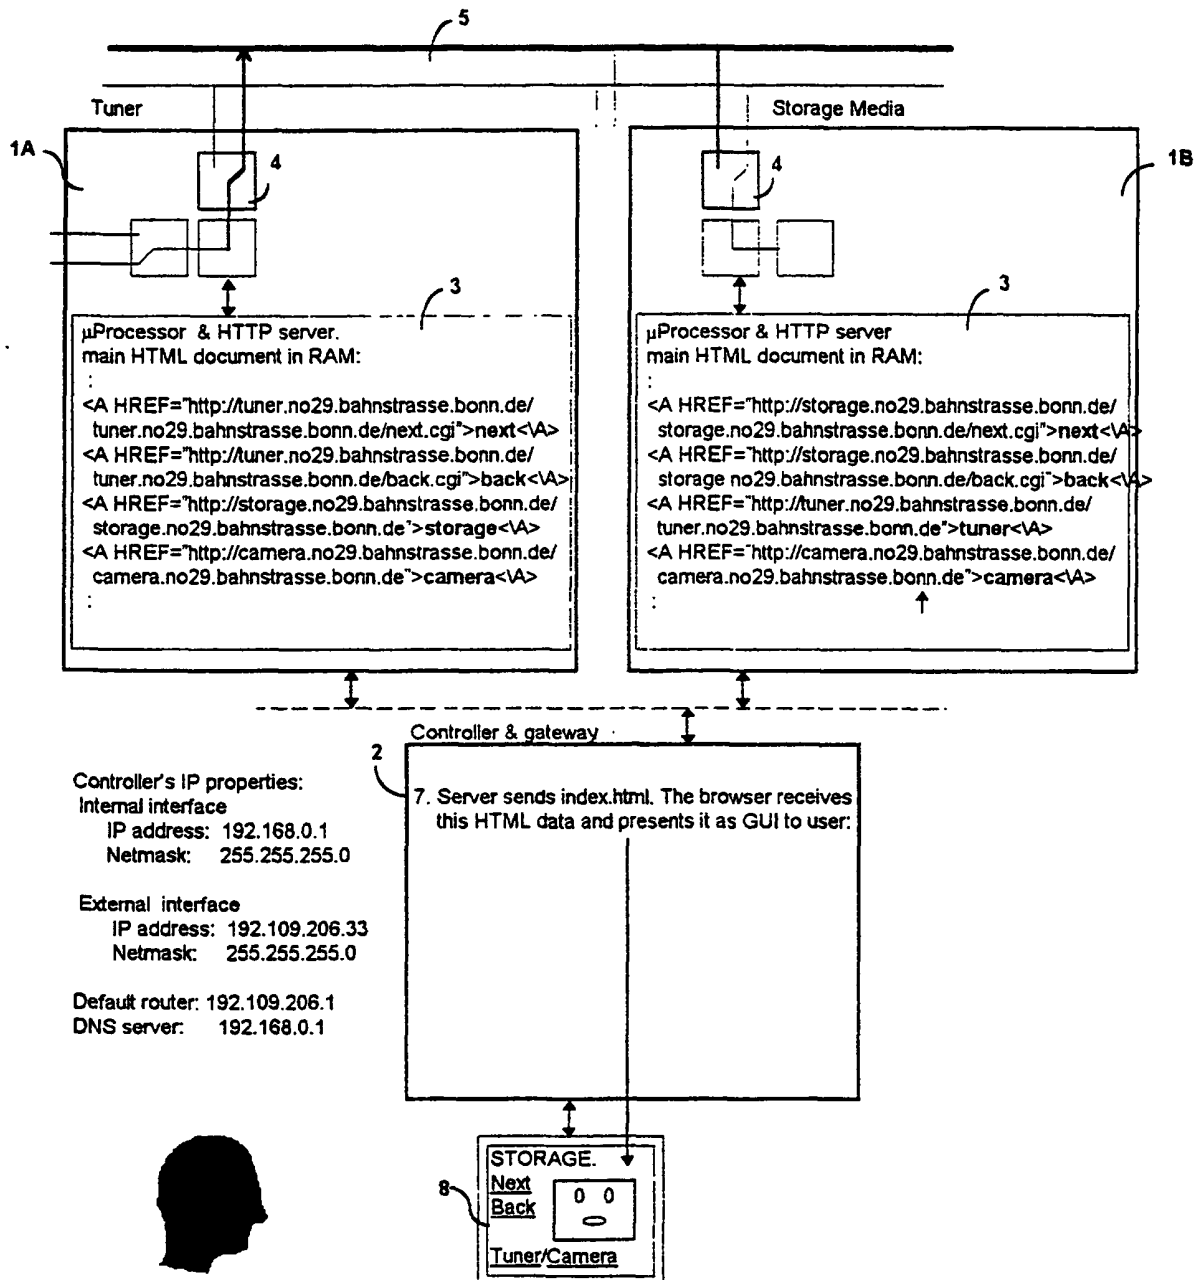 5
Tuner
Storage Media
1A
4
4
1B
3
3
µProcessor & HTTP server.
main HTML document in RAM:
:
<A HREF="http://tuner.no29.bahnstrasse.bonn.de/
tuner.no29.bahnstrasse.bonn.de/next.cgi">next<\A>
<A HREF="http://tuner.no29.bahnstrasse.bonn.de/
tuner.no29.bahnstrasse.bonn.de/back.cgi">back<\A>
<A HREF="http://storage.no29.bahnstrasse.bonn.de/
storage.no29.bahnstrasse.bonn.de">storage<\A>
<A HREF="http://camera.no29.bahnstrasse.bonn.de/
camera.no29.bahnstrasse.bonn.de">camera<\A>
:
µProcessor & HTTP server
main HTML document in RAM:
:
<A HREF="http://storage.no29.bahnstrasse.bonn.de/
storage.no29.bahnstrasse.bonn.de/next.cgi">next<\A>
<A HREF="http://storage.no29.bahnstrasse.bonn.de/
storage no29.bahnstrasse.bonn.de/back.cgi">back<\A>
<A HREF="http://tuner.no29.bahnstrasse.bonn.de/
tuner.no29.bahnstrasse.bonn.de">tuner<\A>
<A HREF="http://camera.no29.bahnstrasse.bonn.de/
camera.no29.bahnstrasse.bonn.de">camera<\A>
:
Controller & gateway
2
7. Server sends index.html. The browser receives
this HTML data and presents it as GUI to user:
Controller's IP properties:
Internal interface
IP address: 192.168.0.1
Netmask: 255.255.255.0
External interface
IP address: 192.109.206.33
Netmask: 255.255.255.0
Default router: 192.109.206.1
DNS server: 192.168.0.1
8
STORAGE.
Next
Back
Tuner/Camera